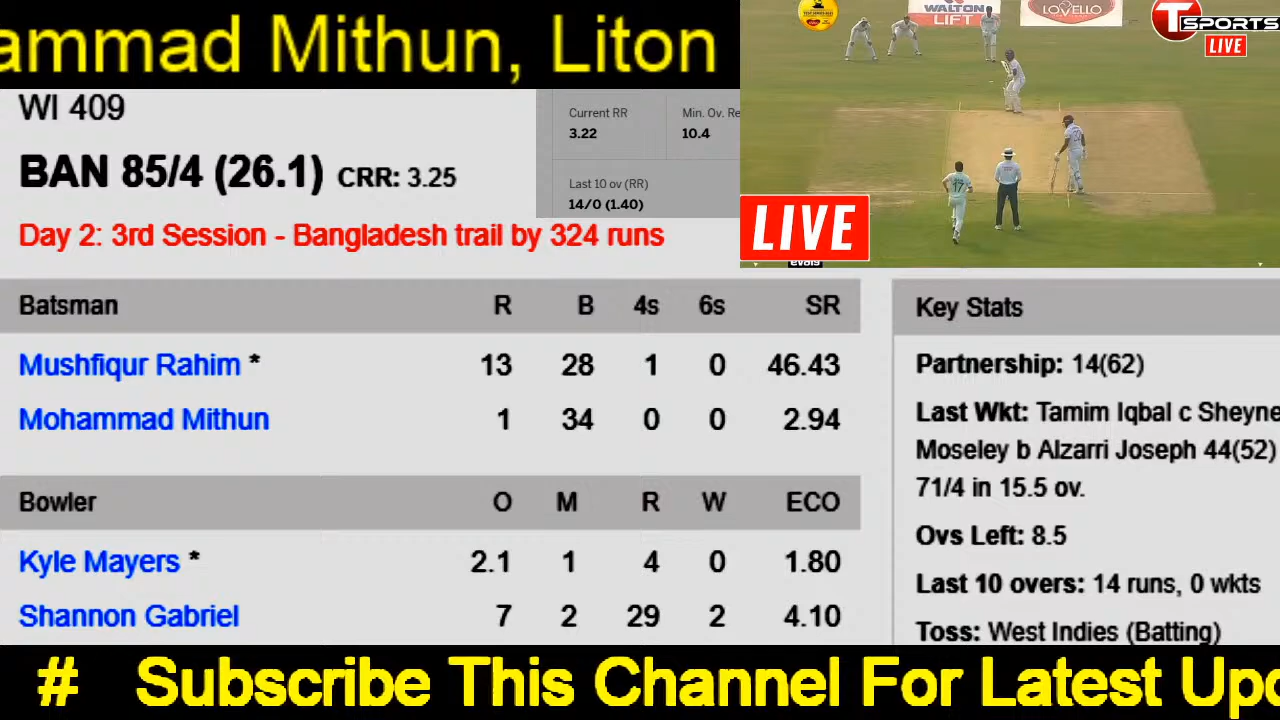 ammad Mithun, Liton
WI 409
BAN 85/4 (26.1) CRR: 3.25
Day 2: 3rd Session - Bangladesh trail by 324 runs
Current RR
3.22
Min. Ov. Re
10.4
Last 10 ov (RR)
14/0 (1.40)
WALTON
LIFT
LOVELLO
T SPORTS
LIVE
17
LIVE
Batsman R B 4s 6s SR
Mushfiqur Rahim * 13 28 1 0 46.43
Mohammad Mithun 1 34 0 0 2.94
Bowler O M R W ECO
Kyle Mayers * 2.1 1 4 0 1.80
Shannon Gabriel 7 2 29 2 4.10
Key Stats
Partnership: 14(62)
Last Wkt: Tamim Iqbal c Sheyne
Moseley b Alzarri Joseph 44(52)
71/4 in 15.5 ov.
Ovs Left: 8.5
Last 10 overs: 14 runs, 0 wkts
Toss: West Indies (Batting)
# Subscribe This Channel For Latest Upd